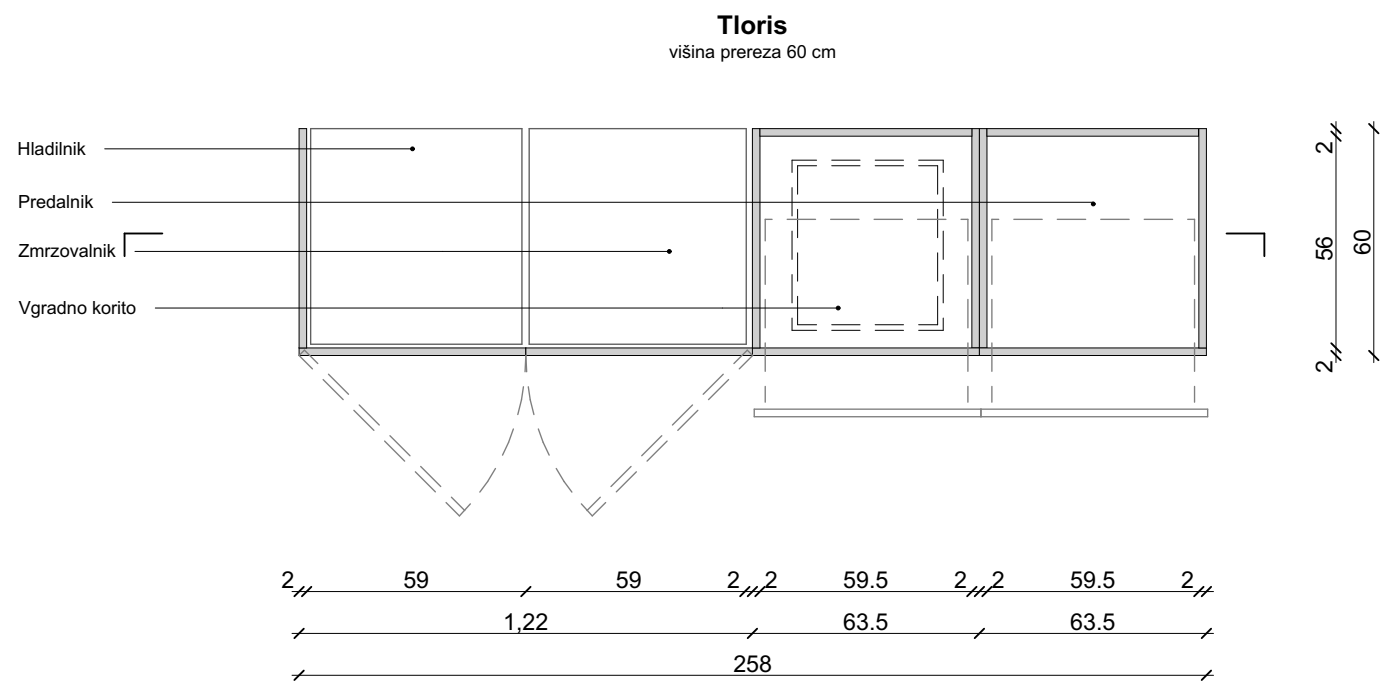 Tloris
višina prereza 60 cm
Hladilnik
Predalnik
Zmrzovalnik
Vgradno korito
2
56
60
2
2 59 59 2 2 59.5 2 2 59.5 2
1,22 63.5 63.5
258